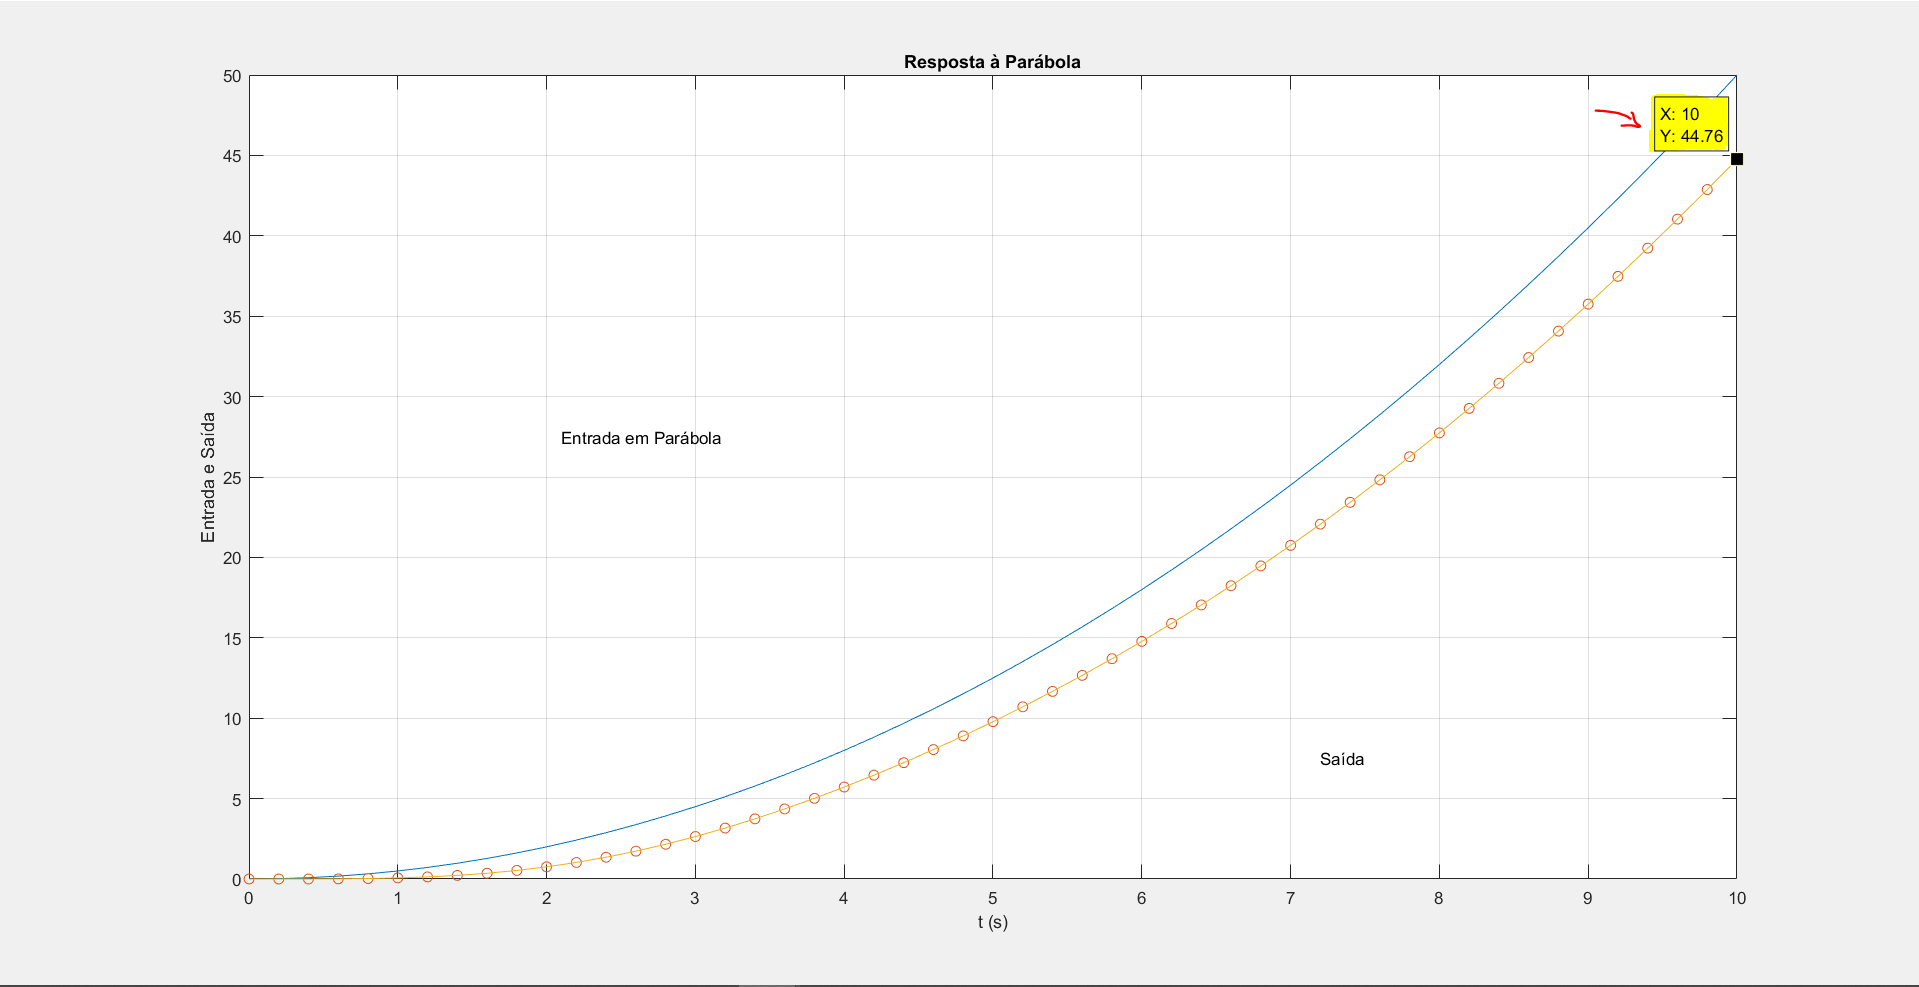 Resposta à Parábola
50
45
40
35
30
25
20
15
10
5
0
Entrada e Saída
X: 10
Y: 44.76
Entrada em Parábola
Saída
0 1 2 3 4 5 6 7 8 9 10
t (s)